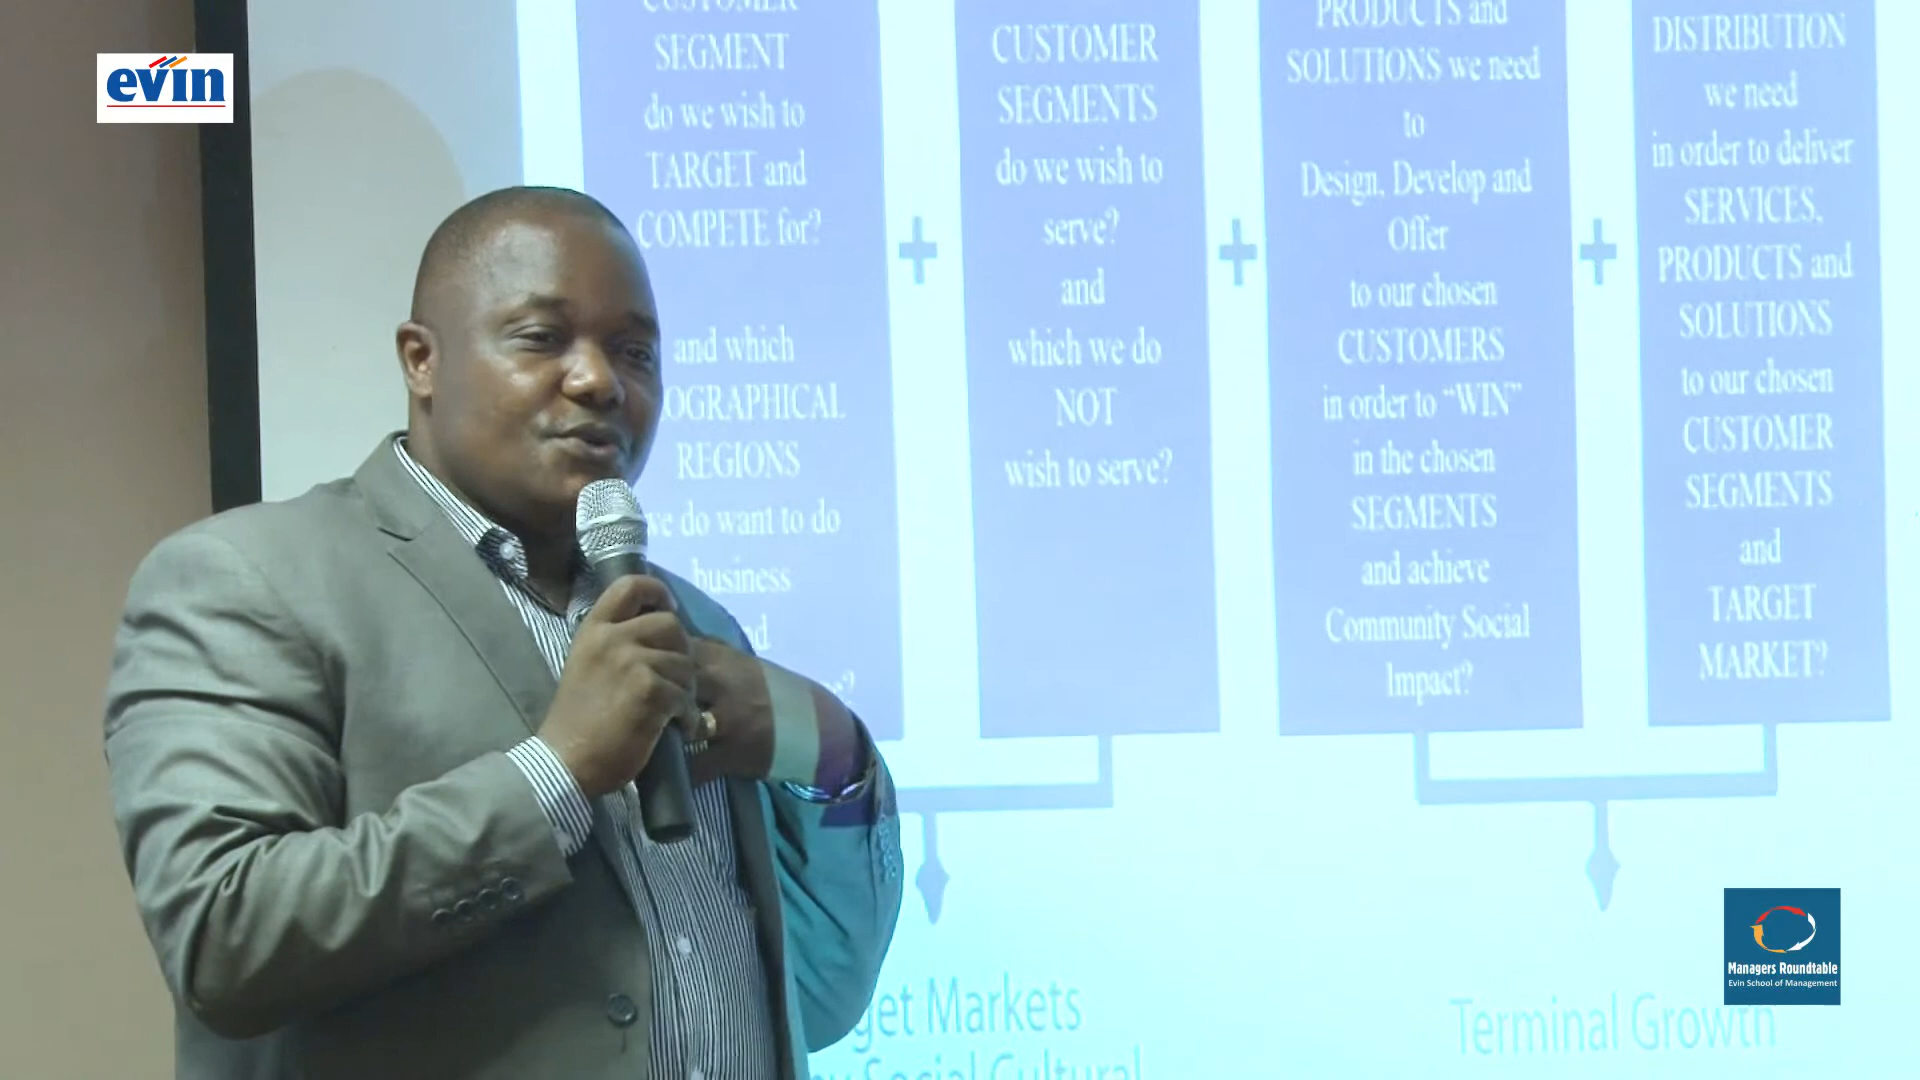 evin
CUSTOMER
SEGMENT
do we wish to
TARGET and
COMPETE for?
and which
OGRAPHICAL
REGIONS
we do want to do
business
CUSTOMER
SEGMENTS
do we wish to
serve?
and
which we do
NOT
wish to serve?
PRODUCTS and
SOLUTIONS we need
to
Design, Develop and
Offer
to our chosen
CUSTOMERS
in order to “WIN”
in the chosen
SEGMENTS
and achieve
Community Social
Impact?
DISTRIBUTION
we need
in order to deliver
SERVICES,
PRODUCTS and
SOLUTIONS
to our chosen
CUSTOMER
SEGMENTS
and
TARGET
MARKET?
get Markets
Social Cultural
Terminal Growth
Managers Roundtable
Evin School of Management